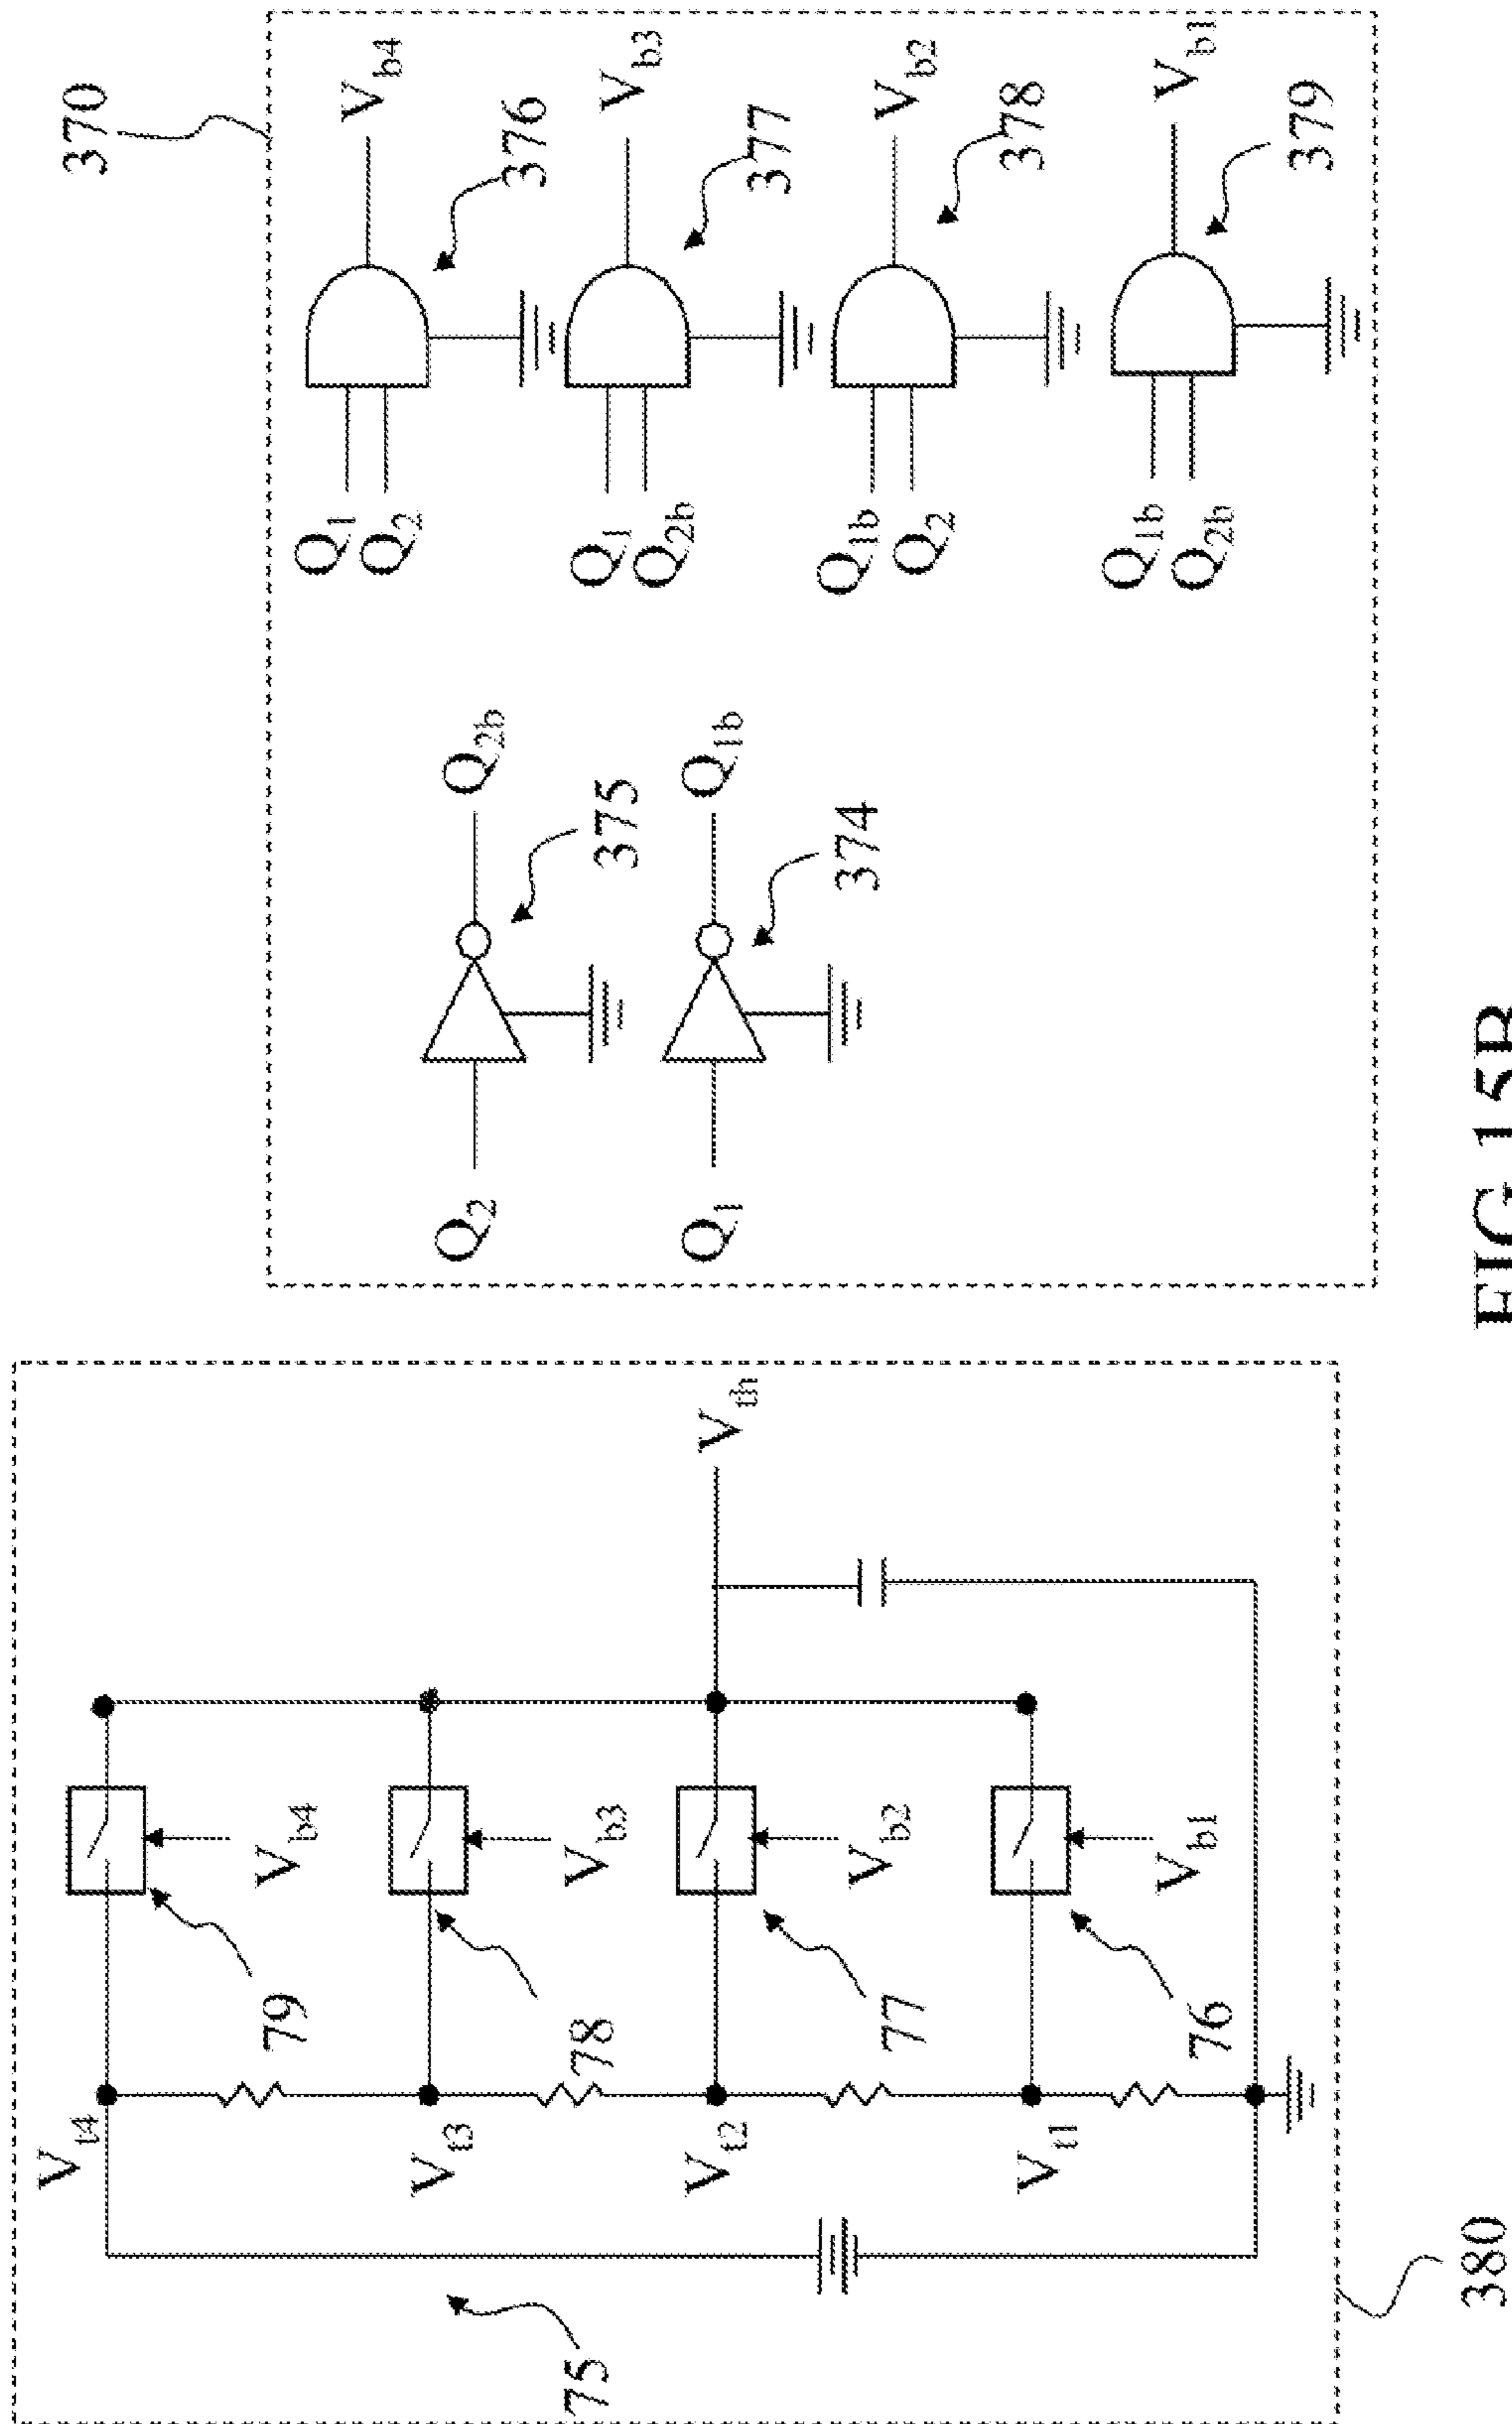 370
V_b4
376
Q_1
Q_2
V_b3
377
Q_1
Q_2b
V_b2
378
Q_1b
Q_2
V_b1
379
Q_1b
Q_2b
Q_2
Q_2b
375
Q_1
Q_1b
374
V_t4
79
V_b4
V_t3
78
V_b3
V_th
V_t2
77
V_b2
V_t1
76
V_b1
75
380
FIG 15B